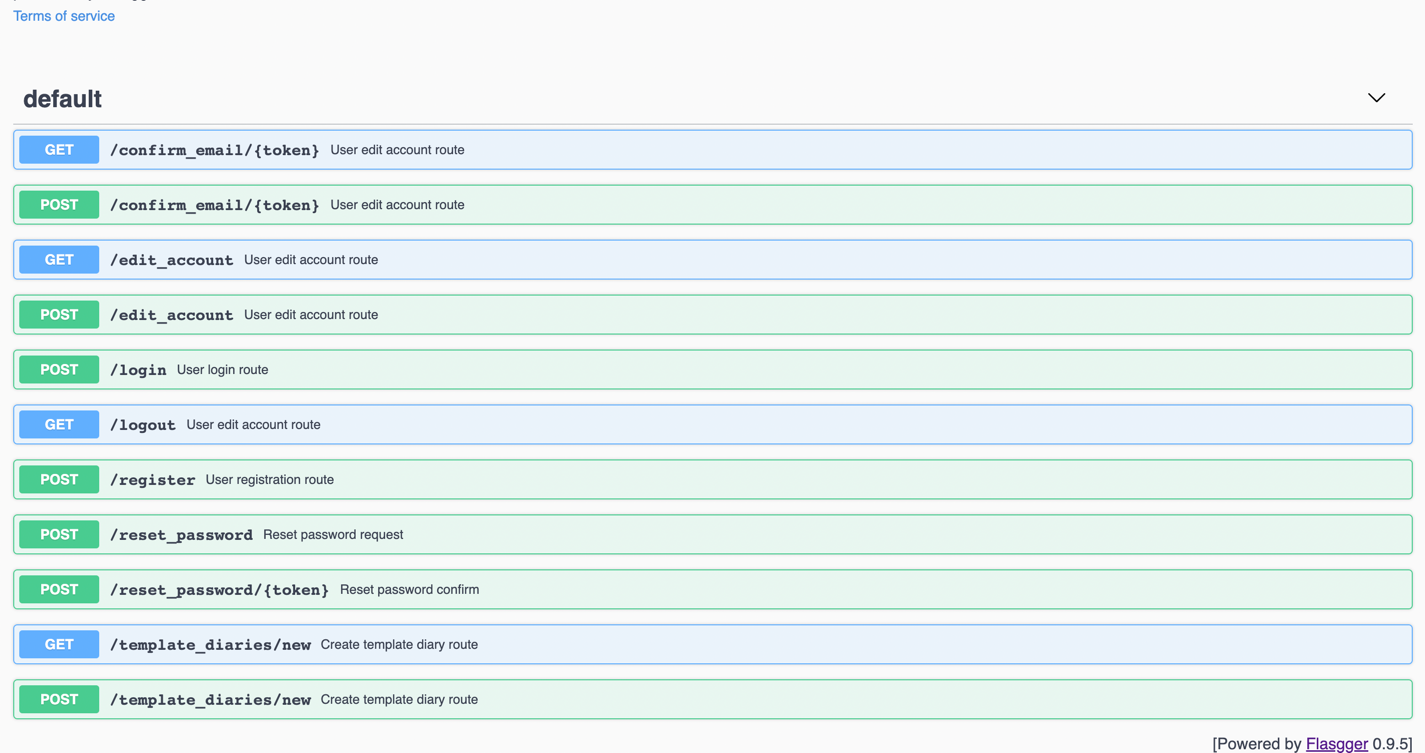 Terms of service
default
GET /confirm_email/{token} User edit account route
POST /confirm_email/{token} User edit account route
GET /edit_account User edit account route
POST /edit_account User edit account route
POST /login User login route
GET /logout User edit account route
POST /register User registration route
POST /reset_password Reset password request
POST /reset_password/{token} Reset password confirm
GET /template_diaries/new Create template diary route
POST /template_diaries/new Create template diary route
[Powered by Flasgger 0.9.5]